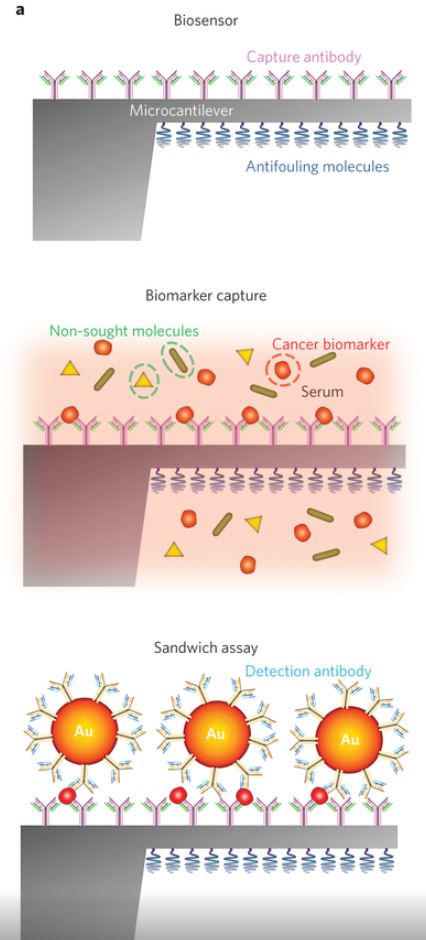 a
Biosensor
Capture antibody
Microcantilever
Antifouling molecules
Biomarker capture
Non-sought molecules
Cancer biomarker
Serum
Sandwich assay
Detection antibody
Au
Au
Au